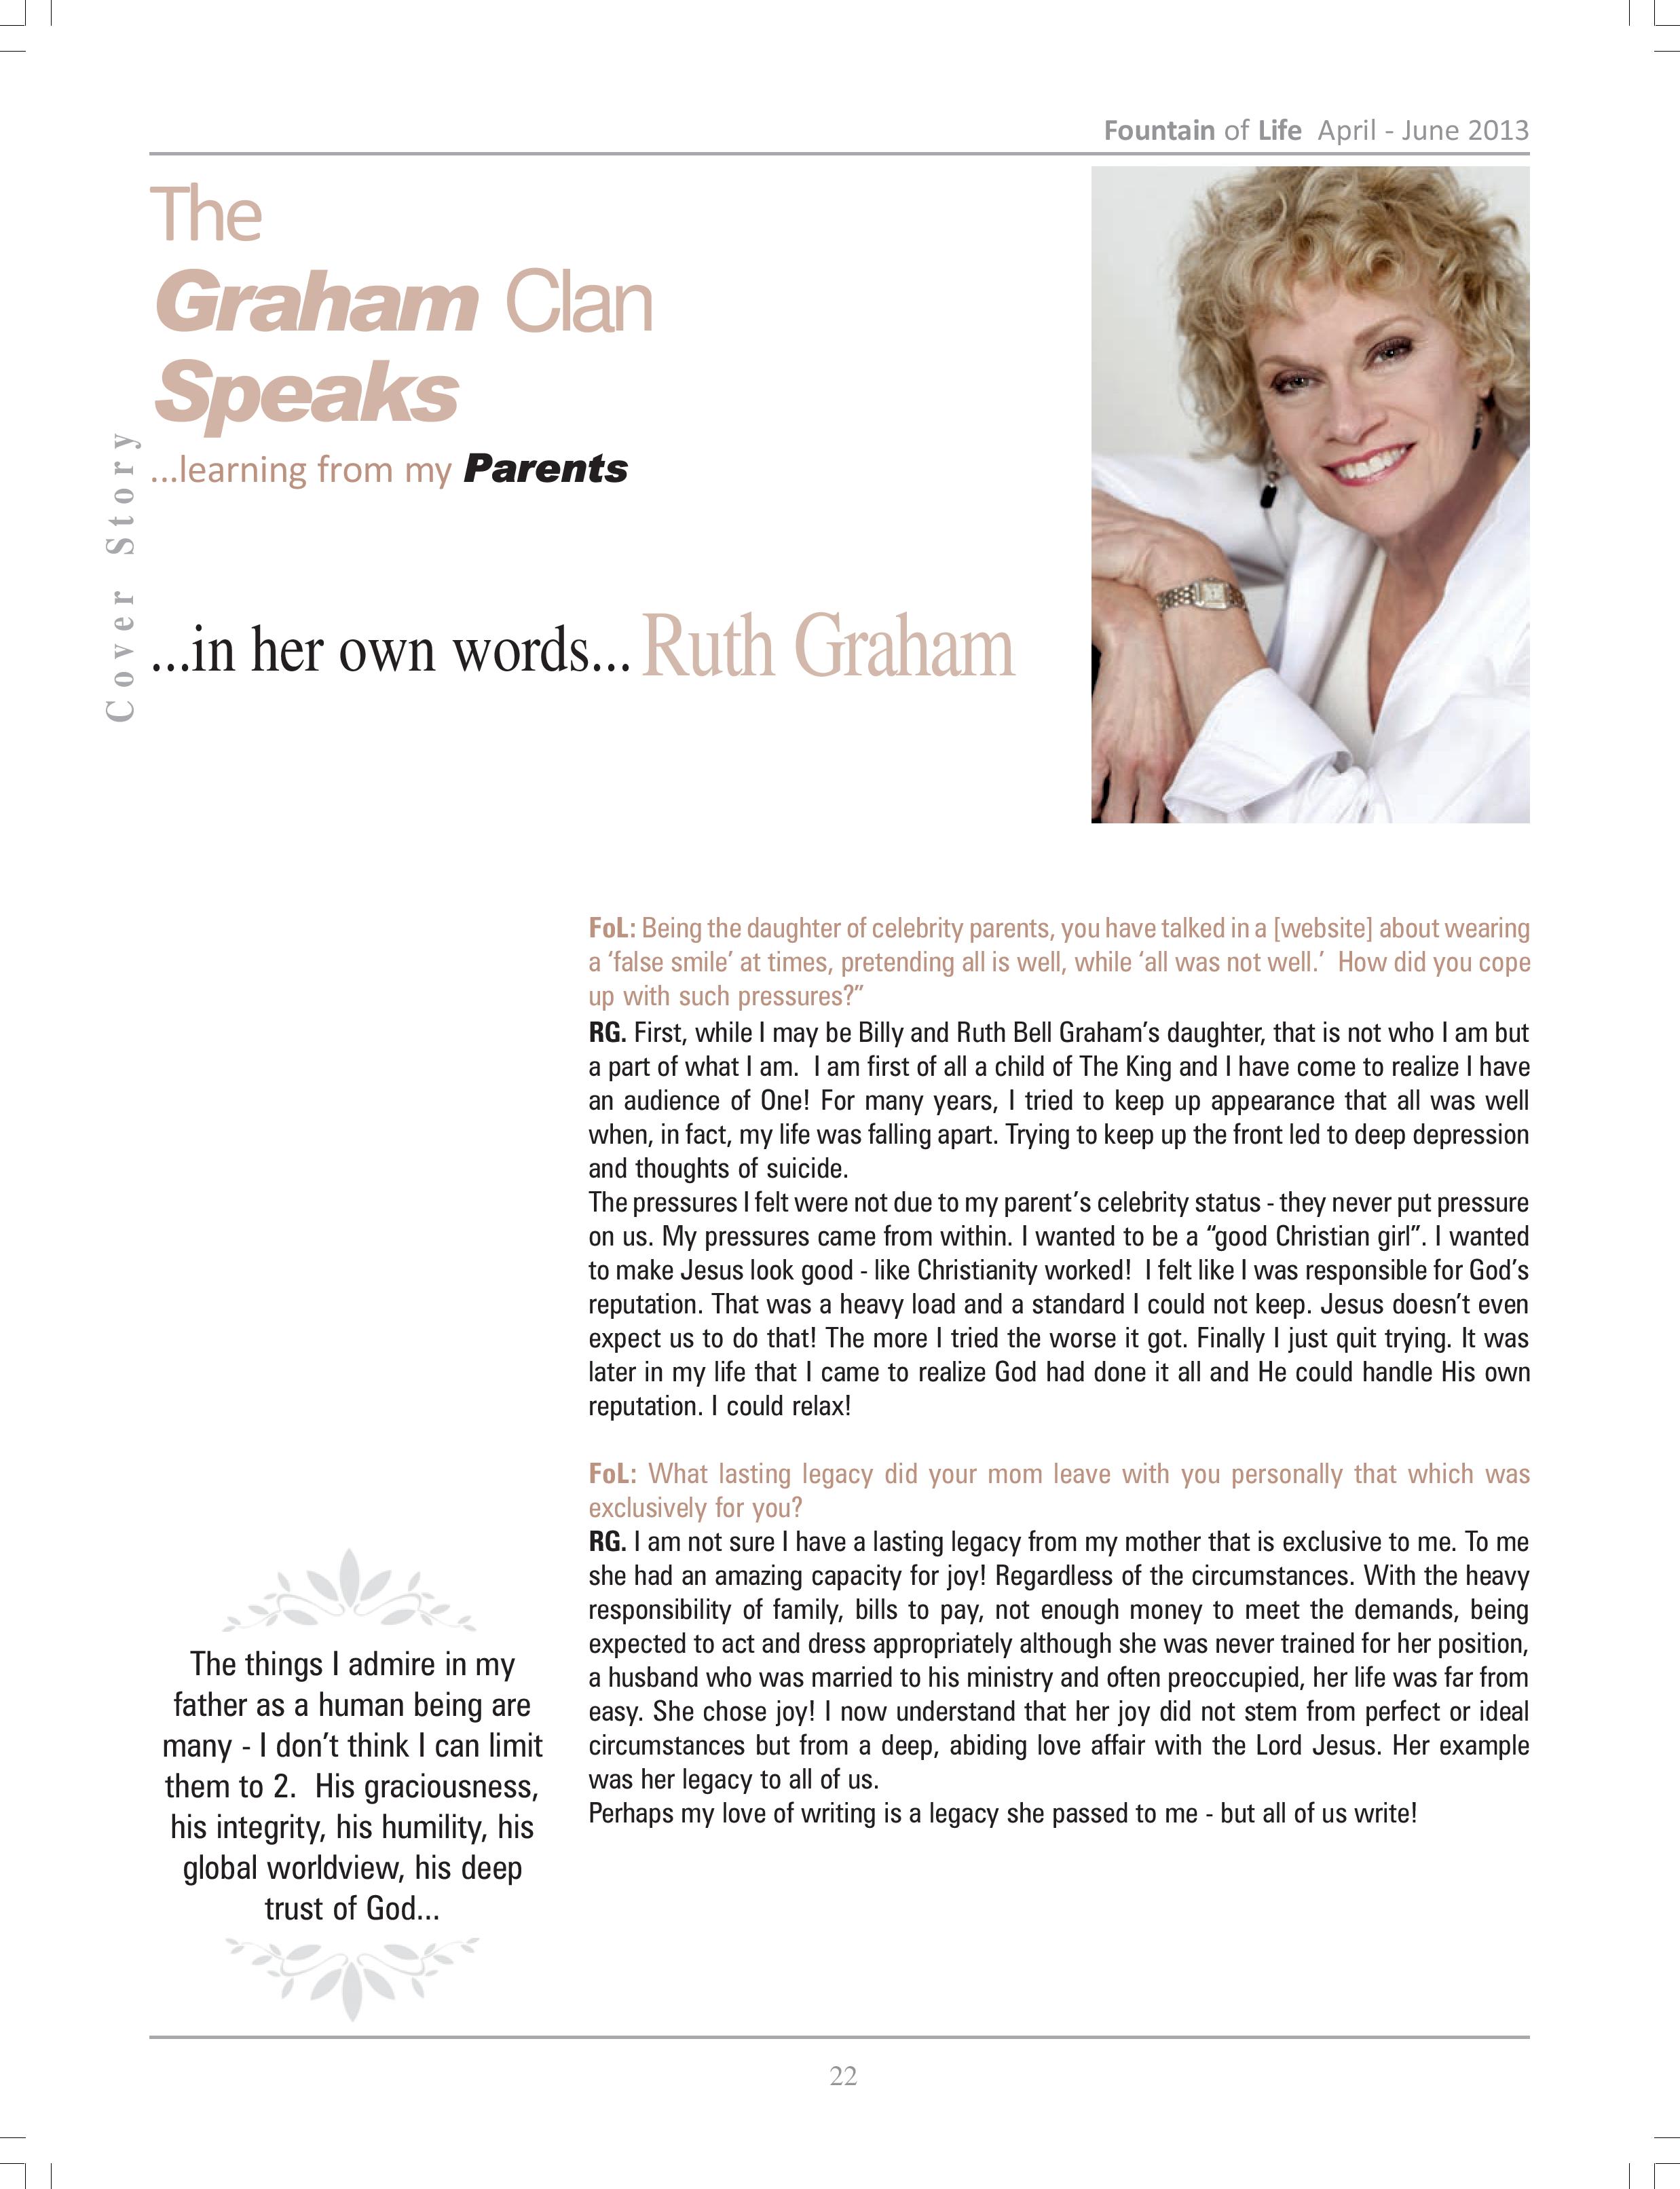 Fountain of Life April - June 2013
The
Graham Clan
Speaks
...learning from my Parents
Cover Story
...in her own words... Ruth Graham
FoL: Being the daughter of celebrity parents, you have talked in a [website] about wearing
a ‘false smile’ at times, pretending all is well, while ‘all was not well.’ How did you cope
up with such pressures?”
RG. First, while I may be Billy and Ruth Bell Graham’s daughter, that is not who I am but
a part of what I am. I am first of all a child of The King and I have come to realize I have
an audience of One! For many years, I tried to keep up appearance that all was well
when, in fact, my life was falling apart. Trying to keep up the front led to deep depression
and thoughts of suicide.
The pressures I felt were not due to my parent’s celebrity status - they never put pressure
on us. My pressures came from within. I wanted to be a “good Christian girl”. I wanted
to make Jesus look good - like Christianity worked! I felt like I was responsible for God’s
reputation. That was a heavy load and a standard I could not keep. Jesus doesn’t even
expect us to do that! The more I tried the worse it got. Finally I just quit trying. It was
later in my life that I came to realize God had done it all and He could handle His own
reputation. I could relax!
FoL: What lasting legacy did your mom leave with you personally that which was
exclusively for you?
RG. I am not sure I have a lasting legacy from my mother that is exclusive to me. To me
she had an amazing capacity for joy! Regardless of the circumstances. With the heavy
responsibility of family, bills to pay, not enough money to meet the demands, being
expected to act and dress appropriately although she was never trained for her position,
a husband who was married to his ministry and often preoccupied, her life was far from
easy. She chose joy! I now understand that her joy did not stem from perfect or ideal
circumstances but from a deep, abiding love affair with the Lord Jesus. Her example
was her legacy to all of us.
Perhaps my love of writing is a legacy she passed to me - but all of us write!
The things I admire in my
father as a human being are
many - I don’t think I can limit
them to 2. His graciousness,
his integrity, his humility, his
global worldview, his deep
trust of God...
22